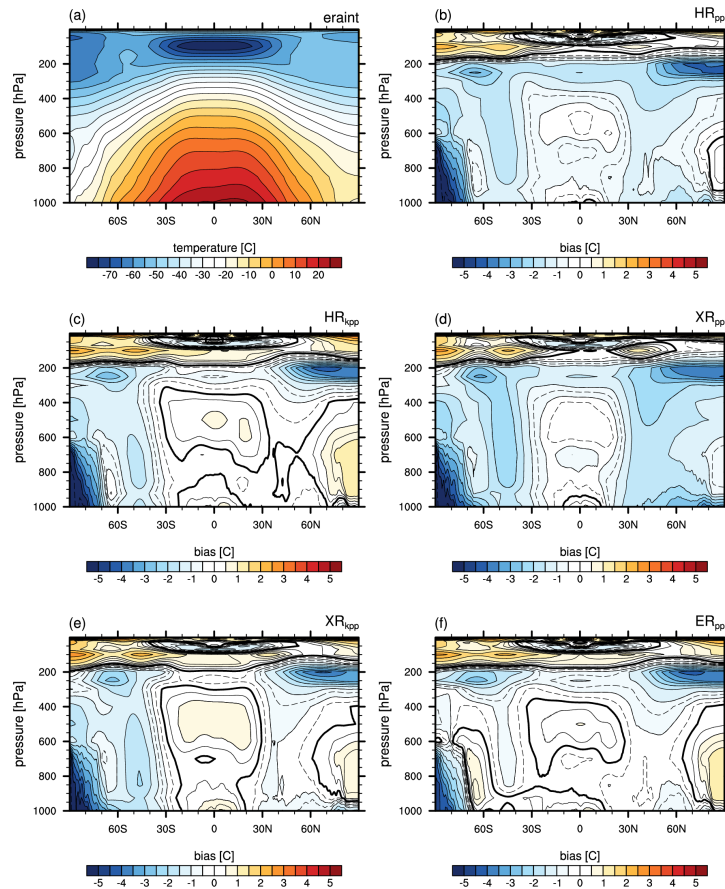 (a) eraint
pressure [hPa]
200
400
600
800
1000
60S 30S 0 30N 60N
temperature [C]
-70 -60 -50 -40 -30 -20 -10 0 10 20
(b) HRpp
pressure [hPa]
200
400
600
800
1000
60S 30S 0 30N 60N
bias [C]
-5 -4 -3 -2 -1 0 1 2 3 4 5
(c) HRkpp
pressure [hPa]
200
400
600
800
1000
60S 30S 0 30N 60N
bias [C]
-5 -4 -3 -2 -1 0 1 2 3 4 5
(d) XRpp
pressure [hPa]
200
400
600
800
1000
60S 30S 0 30N 60N
bias [C]
-5 -4 -3 -2 -1 0 1 2 3 4 5
(e) XRkpp
pressure [hPa]
200
400
600
800
1000
60S 30S 0 30N 60N
bias [C]
-5 -4 -3 -2 -1 0 1 2 3 4 5
(f) ERpp
pressure [hPa]
200
400
600
800
1000
60S 30S 0 30N 60N
bias [C]
-5 -4 -3 -2 -1 0 1 2 3 4 5